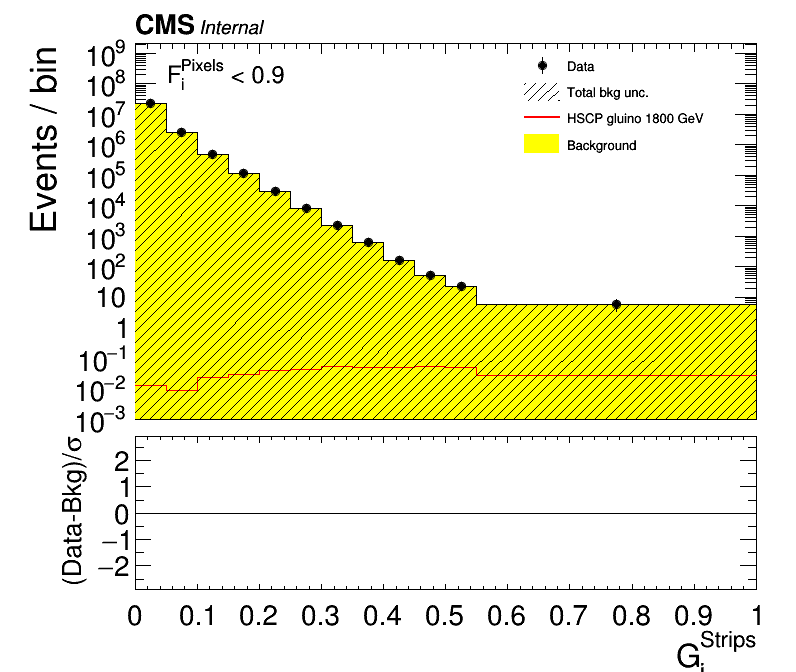 CMS Internal
F_i^Pixels < 0.9
Data
Total bkg unc.
HSCP gluino 1800 GeV
Background
Events / bin
10^9
10^8
10^7
10^6
10^5
10^4
10^3
10^2
10
1
10^−1
10^−2
10^−3
(Data-Bkg)/σ
2
1
0
−1
−2
0 0.1 0.2 0.3 0.4 0.5 0.6 0.7 0.8 0.9 1
G_i^Strips